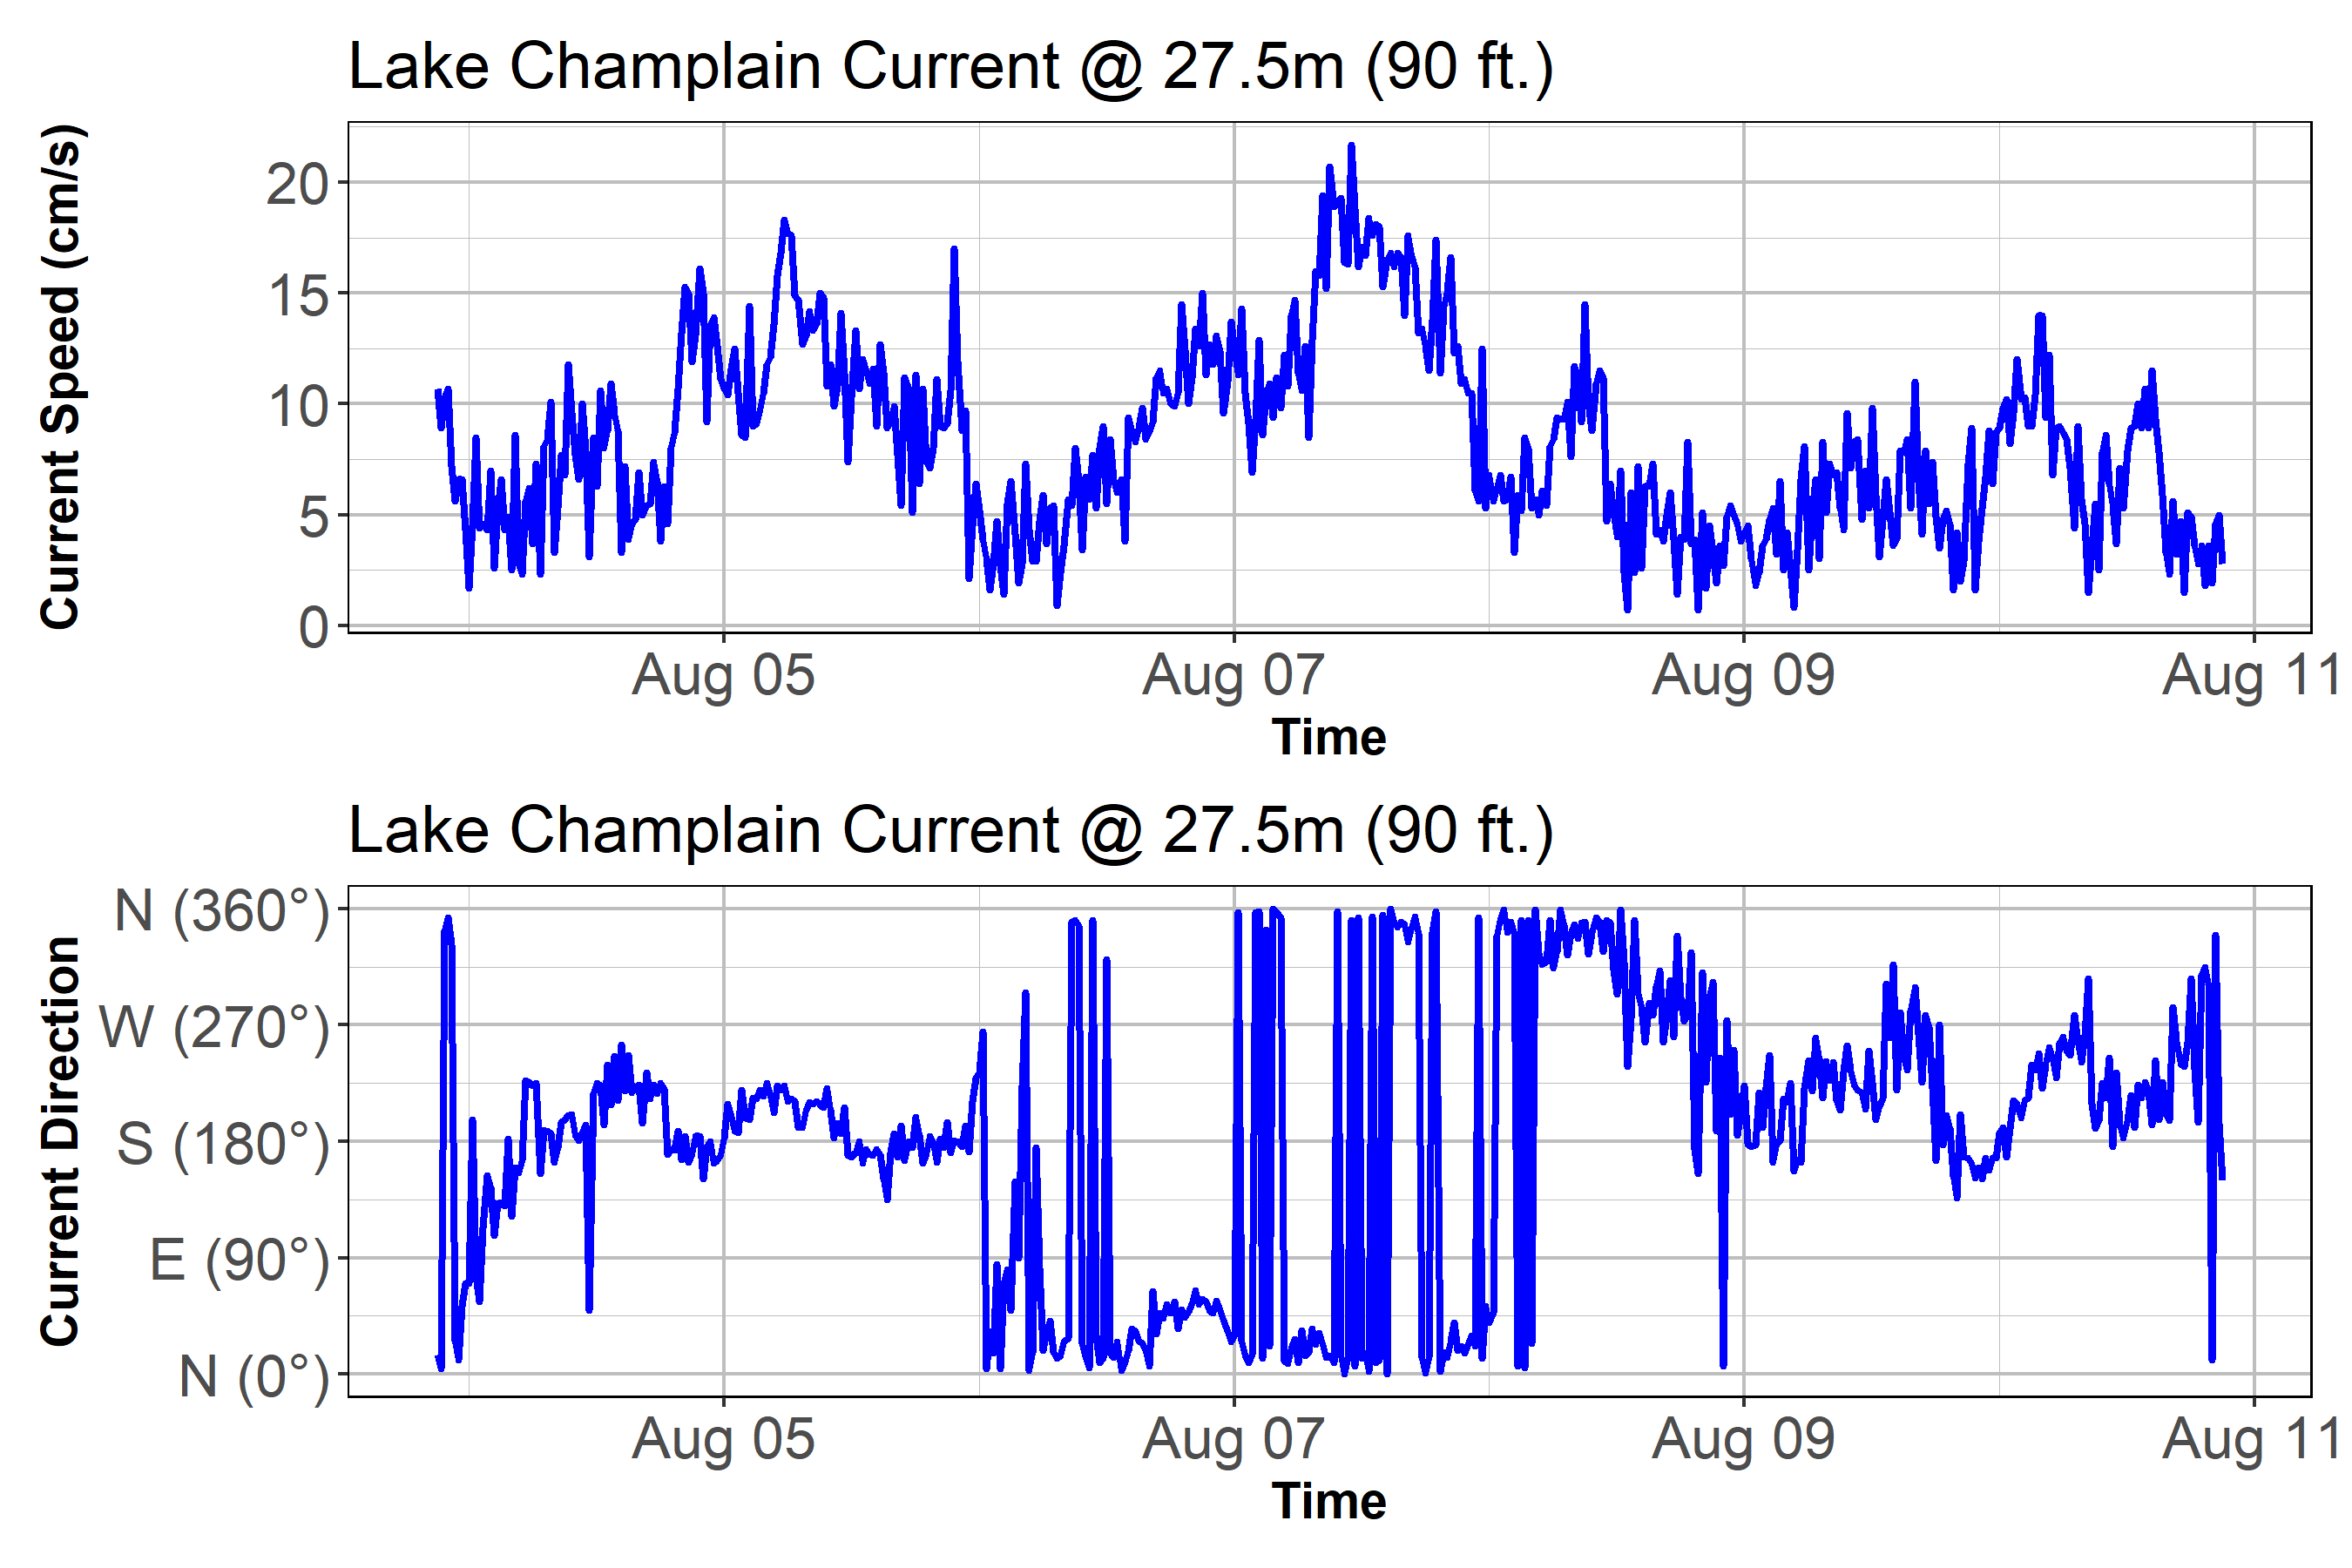 Lake Champlain Current @ 27.5m (90 ft.)
Current Speed (cm/s)
20
15
10
5
0
Aug 05 Aug 07 Aug 09 Aug 11
Time
Lake Champlain Current @ 27.5m (90 ft.)
Current Direction
N (360°)
W (270°)
S (180°)
E (90°)
N (0°)
Aug 05 Aug 07 Aug 09 Aug 11
Time